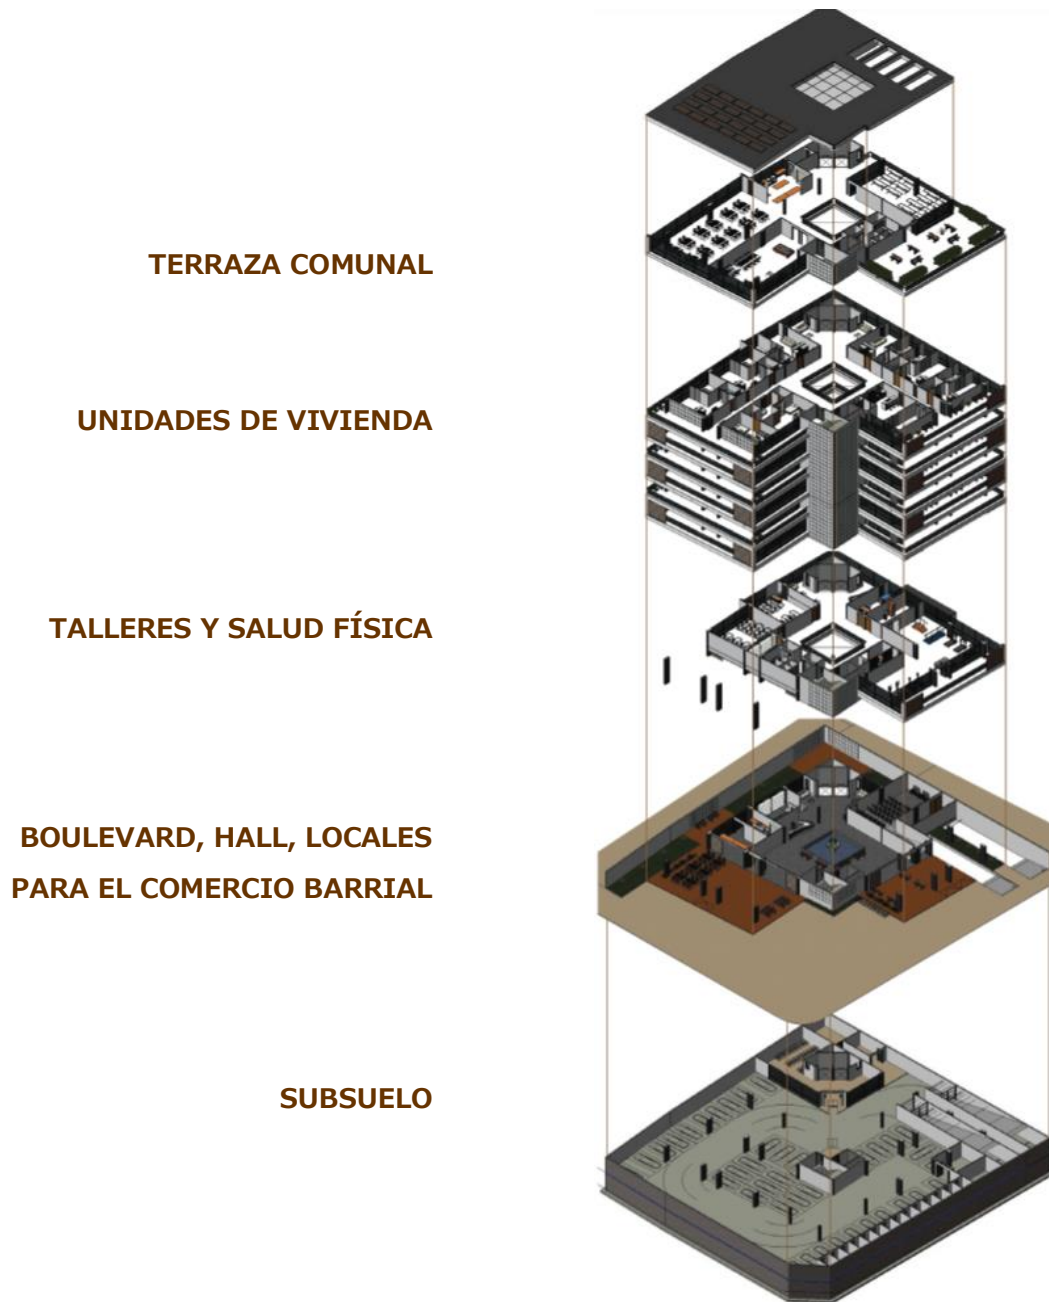 TERRAZA COMUNAL
UNIDADES DE VIVIENDA
TALLERES Y SALUD FÍSICA
BOULEVARD, HALL, LOCALES
PARA EL COMERCIO BARRIAL
SUBSUELO